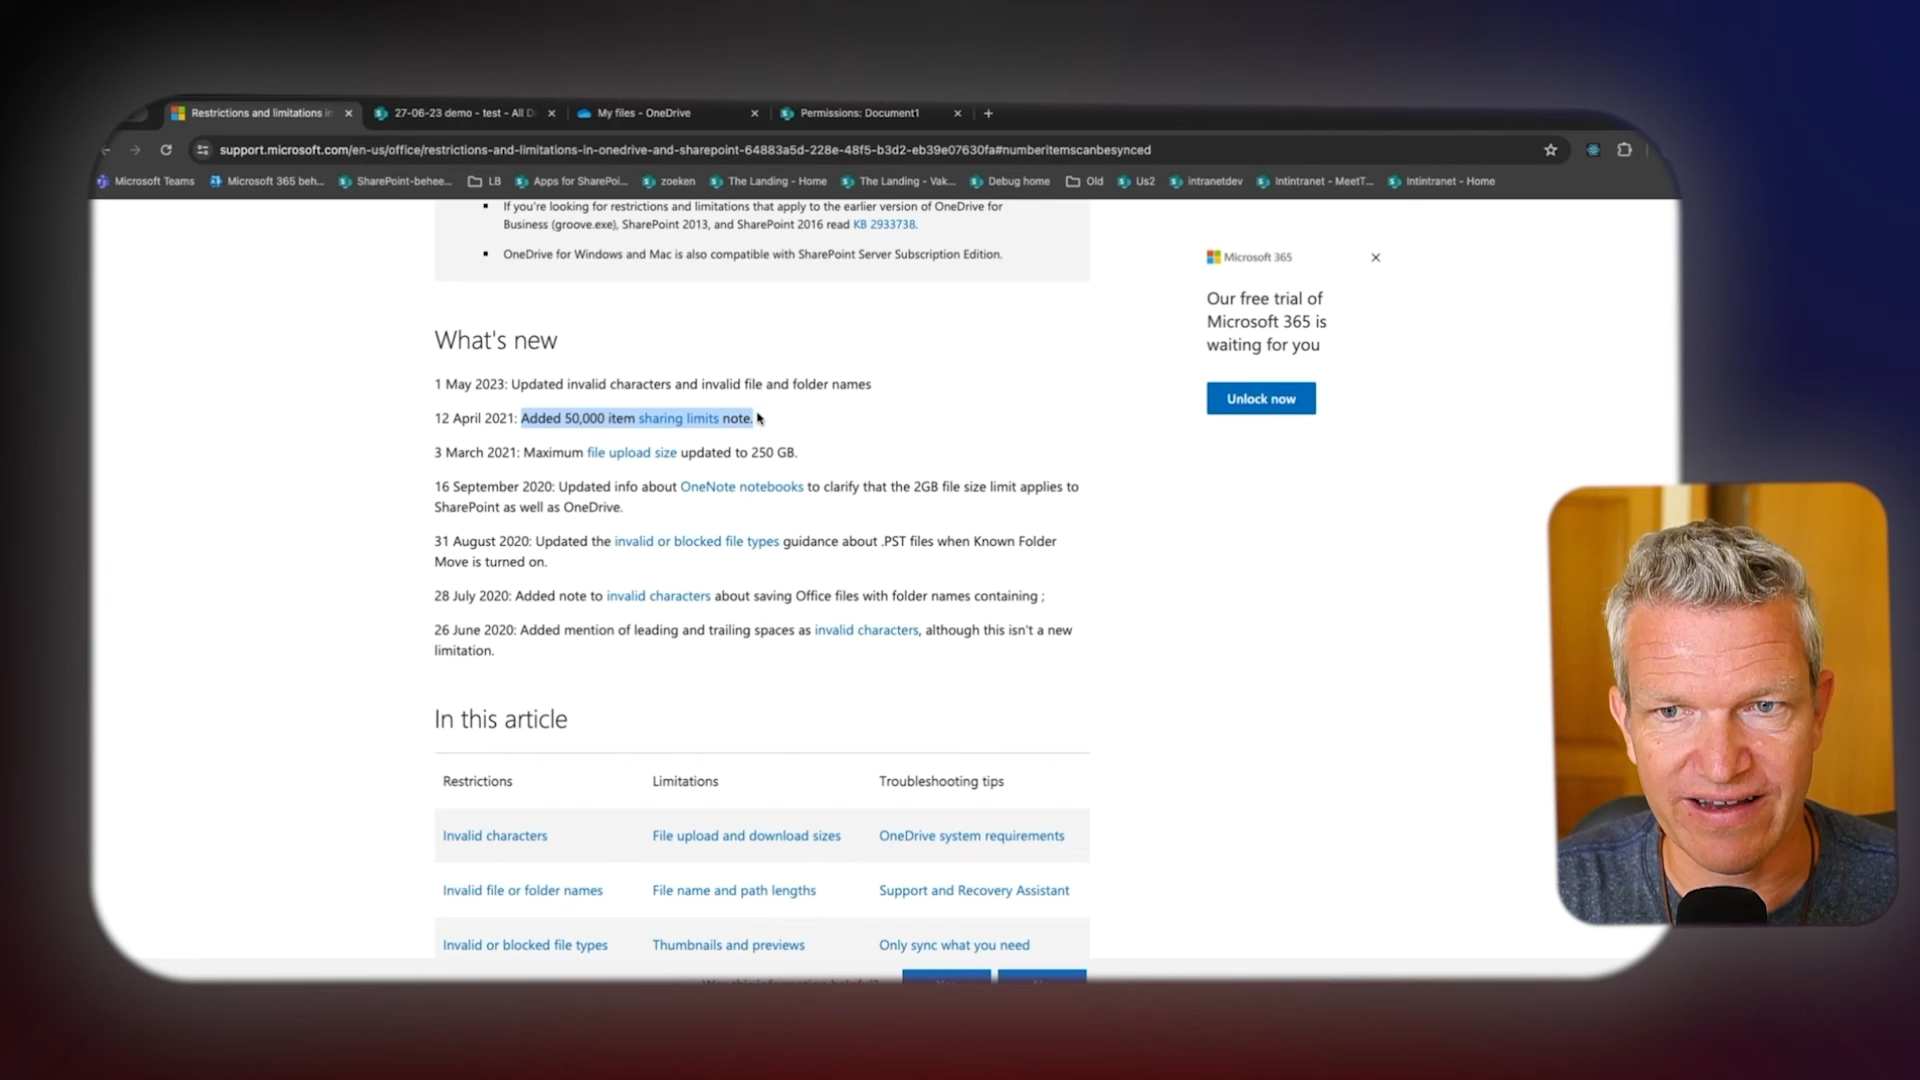 Restrictions and limitations in
27-06-23 demo - test - All D
My files - OneDrive
Permissions: Document1
support.microsoft.com/en-us/office/restrictions-and-limitations-in-onedrive-and-sharepoint-64883a5d-228e-48f5-b3d2-eb39e07630fa#numberitemscanbesynced
Microsoft Teams
Microsoft 365 beh...
SharePoint-behee...
LB
Apps for SharePoi...
zoeken
The Landing - Home
The Landing - Vak...
Debug home
Old
Us2
intranetdev
Intintranet - MeetT...
Intintranet - Home
If you're looking for restrictions and limitations that apply to the earlier version of OneDrive for
Business (groove.exe), SharePoint 2013, and SharePoint 2016 read KB 2933738.
OneDrive for Windows and Mac is also compatible with SharePoint Server Subscription Edition.
Microsoft 365
Our free trial of
Microsoft 365 is
waiting for you
Unlock now
What's new
1 May 2023: Updated invalid characters and invalid file and folder names
12 April 2021: Added 50,000 item sharing limits note.
3 March 2021: Maximum file upload size updated to 250 GB.
16 September 2020: Updated info about OneNote notebooks to clarify that the 2GB file size limit applies to
SharePoint as well as OneDrive.
31 August 2020: Updated the invalid or blocked file types guidance about .PST files when Known Folder
Move is turned on.
28 July 2020: Added note to invalid characters about saving Office files with folder names containing ;
26 June 2020: Added mention of leading and trailing spaces as invalid characters, although this isn't a new
limitation.
In this article
Restrictions Limitations Troubleshooting tips
Invalid characters File upload and download sizes OneDrive system requirements
Invalid file or folder names File name and path lengths Support and Recovery Assistant
Invalid or blocked file types Thumbnails and previews Only sync what you need